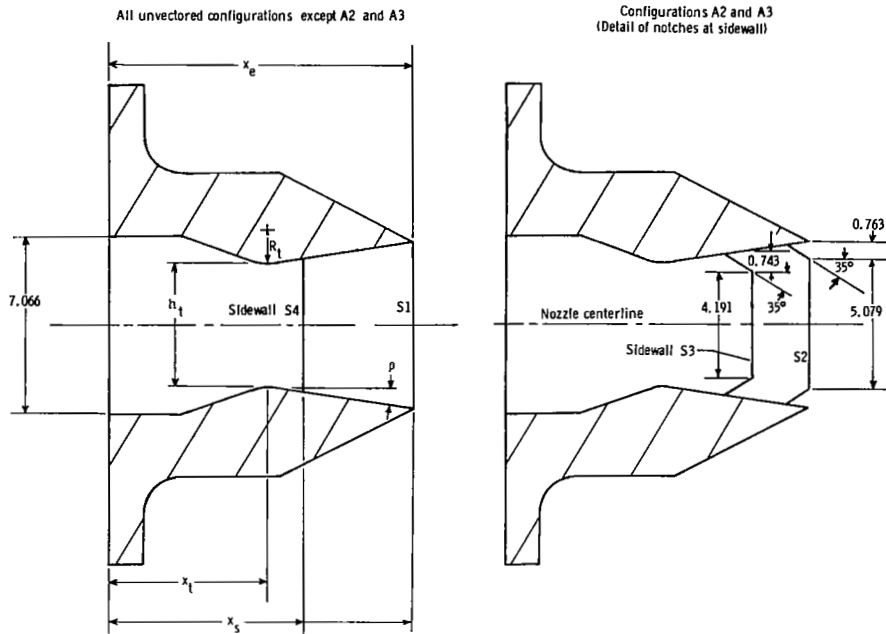 All unvectored configurations except A2 and A3
x_e
R_t
7.066
h_t
Sidewall S4
S1
ρ
x_t
x_s
Configurations A2 and A3
(Detail of notches at sidewall)
0.763
0.743
35°
4.191
35°
5.079
Nozzle centerline
Sidewall S3
S2